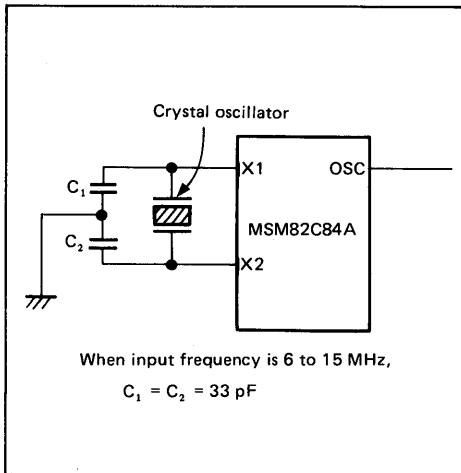 Crystal oscillator
C₁
C₂
X1
X2
OSC
MSM82C84A
When input frequency is 6 to 15 MHz,
C₁ = C₂ = 33 pF